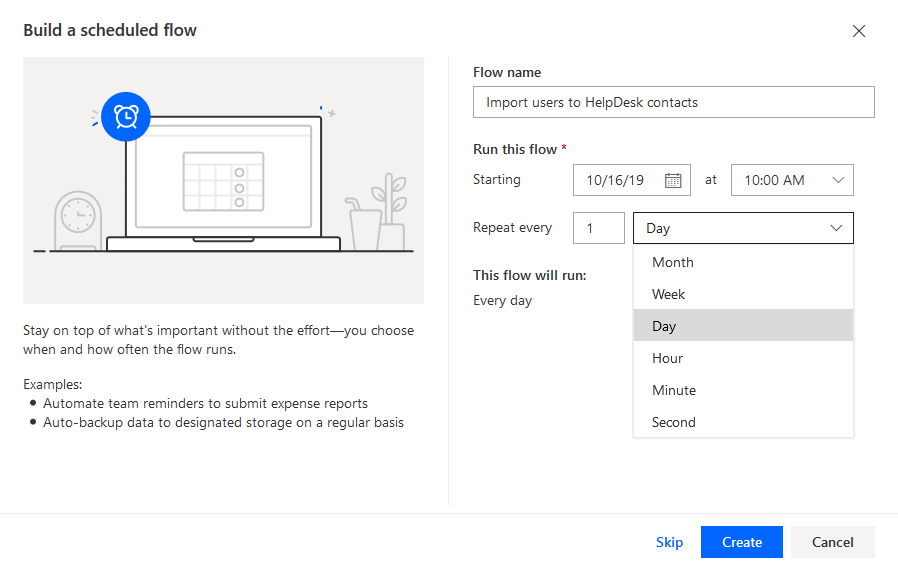 Build a scheduled flow
Stay on top of what's important without the effort—you choose
when and how often the flow runs.
Examples:
Automate team reminders to submit expense reports
Auto-backup data to designated storage on a regular basis
Flow name
Import users to HelpDesk contacts
Run this flow *
Starting 10/16/19 at 10:00 AM
Repeat every 1 Day
Month
Week
Day
Hour
Minute
Second
This flow will run:
Every day
Skip Create Cancel